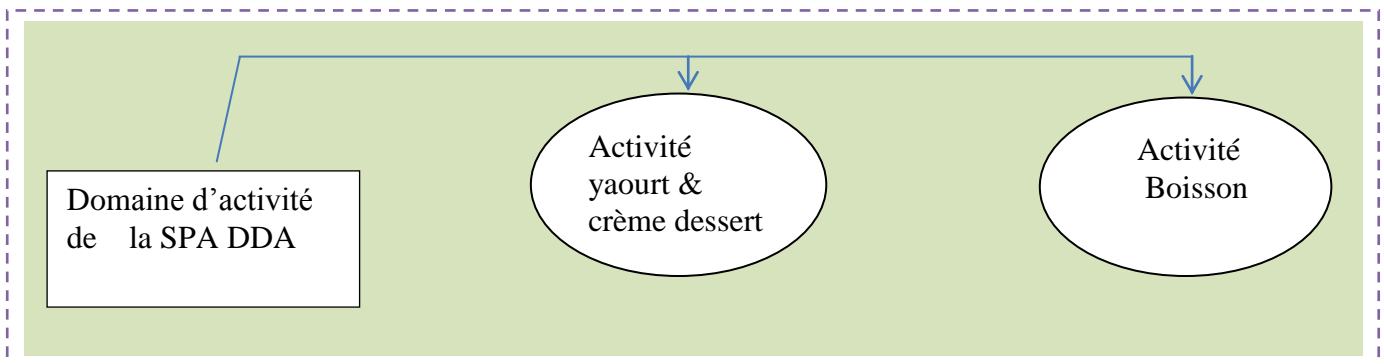 Domaine d’activité
de la SPA DDA
Activité
yaourt &
crème dessert
Activité
Boisson